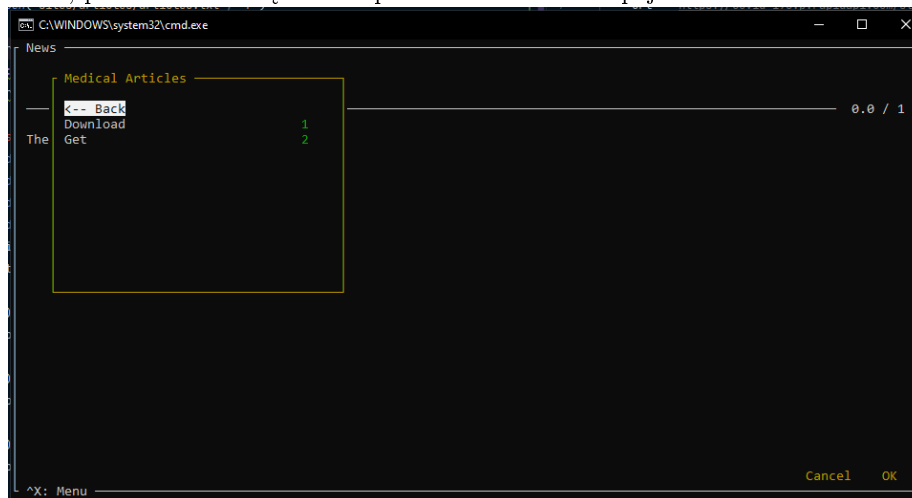 C:\WINDOWS\system32\cmd.exe
News
Medical Articles
<-- Back
0.0 / 1
Download 1
The Get 2
Cancel OK
^X: Menu